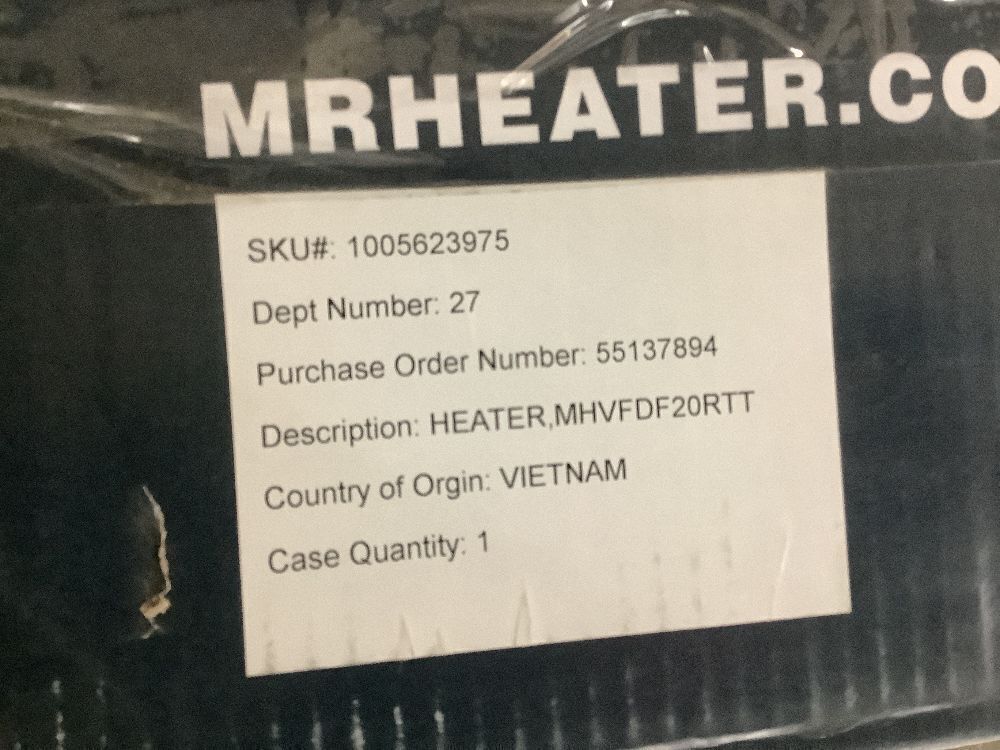 MRHEATER.CO
SKU#: 1005623975
Dept Number: 27
Purchase Order Number: 55137894
Description: HEATER,MHVFDF20RTT
Country of Orgin: VIETNAM
Case Quantity: 1